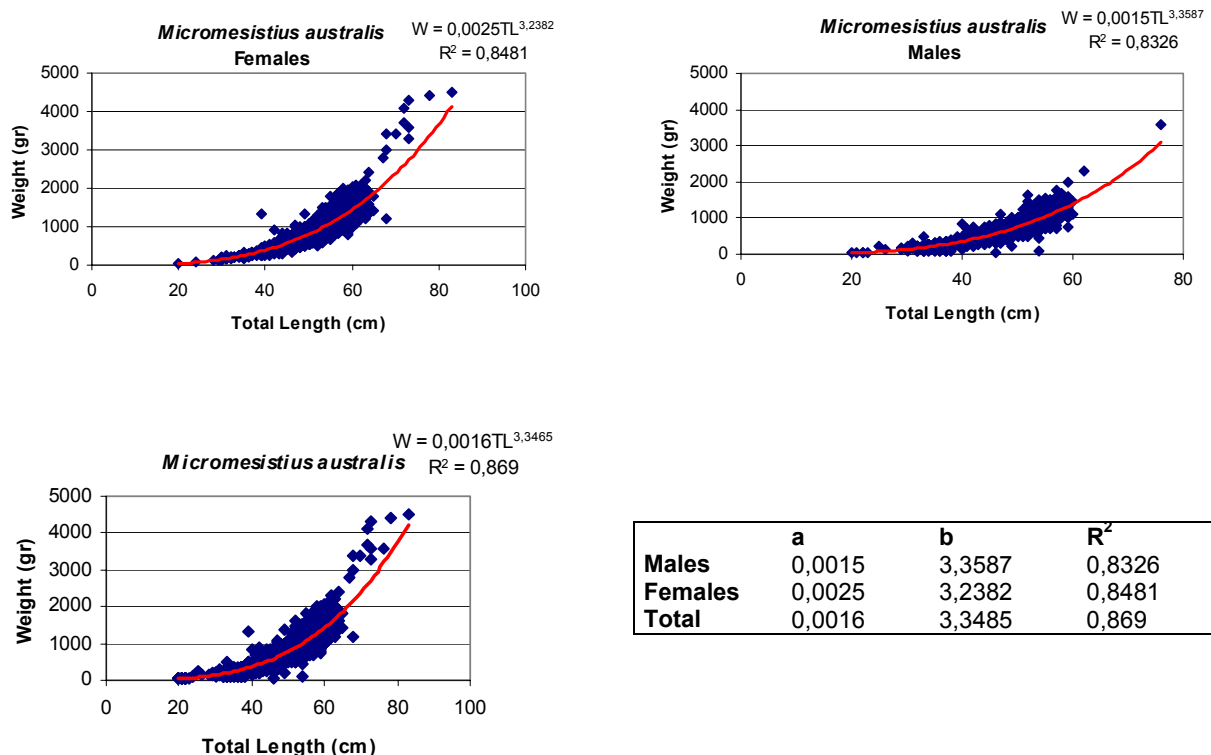 Micromesistius australis
Females
W = 0,0025TL^3,2382
R² = 0,8481
5000
4000
3000
2000
1000
0
Weight (gr)
0 20 40 60 80 100
Total Length (cm)
Micromesistius australis
Males
W = 0,0015TL^3,3587
R² = 0,8326
5000
4000
3000
2000
1000
0
Weight (gr)
0 20 40 60 80
Total Length (cm)
Micromesistius australis
W = 0,0016TL^3,3465
R² = 0,869
5000
4000
3000
2000
1000
0
Weight (gr)
0 20 40 60 80 100
Total Length (cm)
a b R²
Males 0,0015 3,3587 0,8326
Females 0,0025 3,2382 0,8481
Total 0,0016 3,3485 0,869